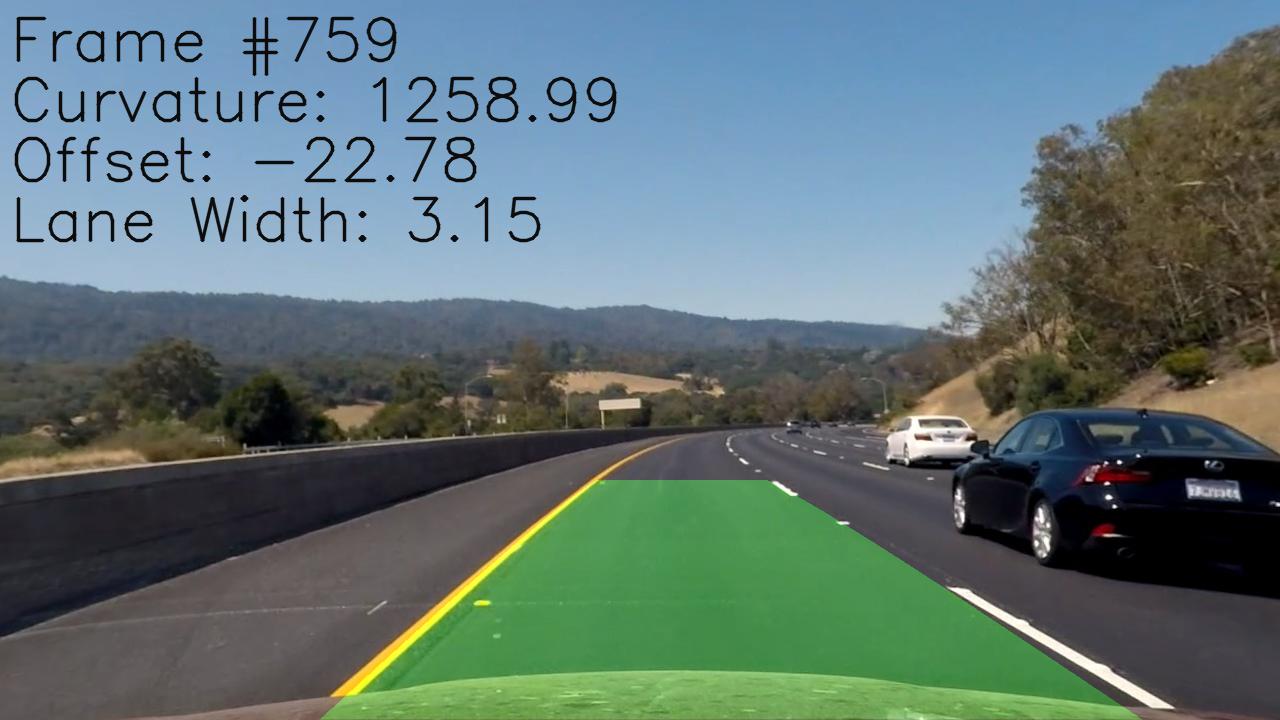 Frame #759
Curvature: 1258.99
Offset: -22.78
Lane Width: 3.15